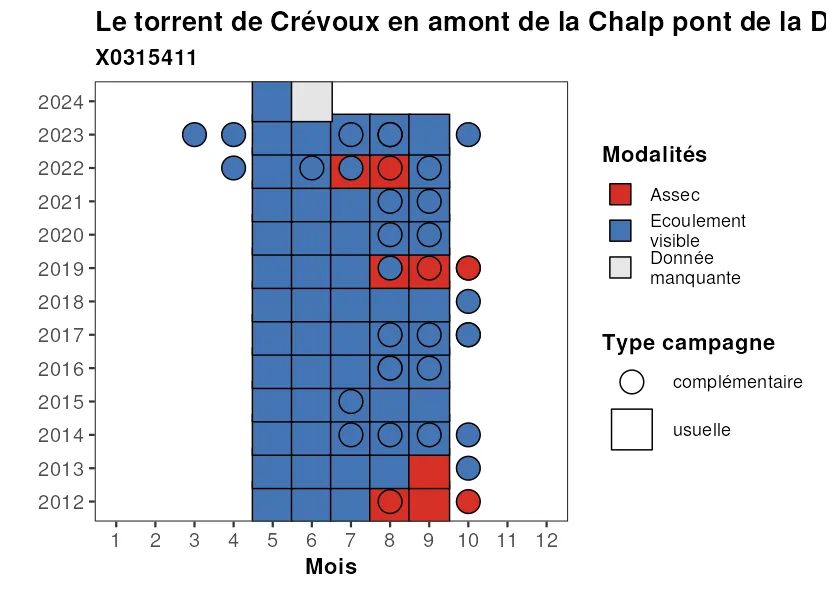 Le torrent de Crévoux en amont de la Chalp pont de la D
X0315411
2024
2023
2022
2021
2020
2019
2018
2017
2016
2015
2014
2013
2012
1 2 3 4 5 6 7 8 9 10 11 12
Mois
Modalités
Assec
Ecoulement
visible
Donnée
manquante
Type campagne
complémentaire
usuelle